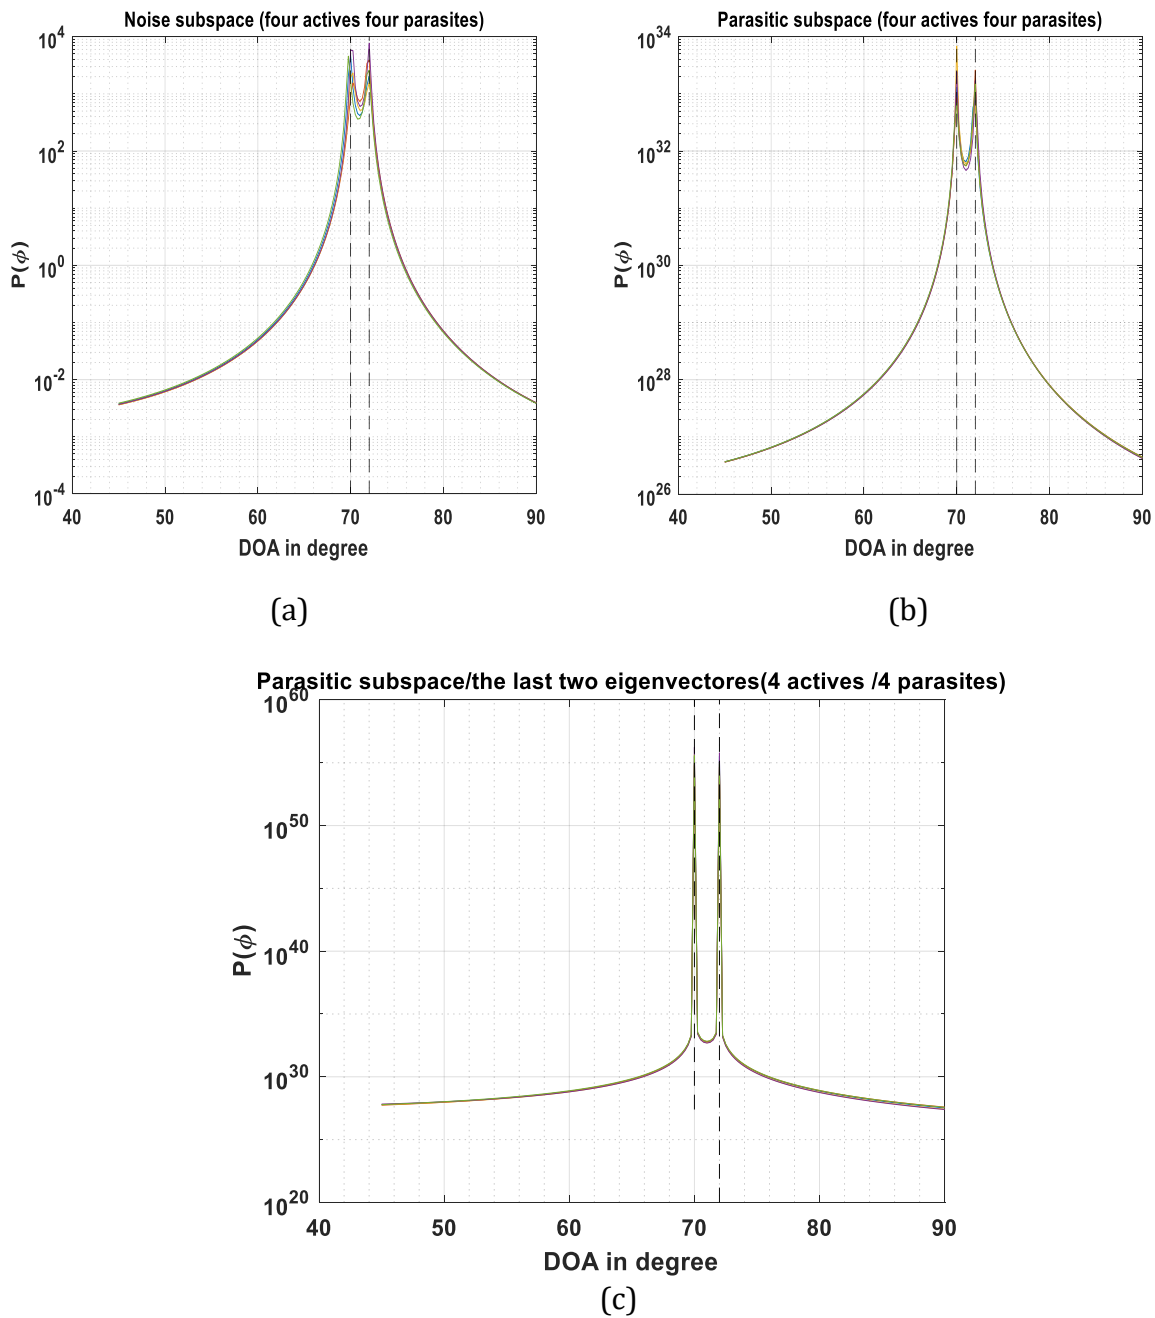 Noise subspace (four actives four parasites)
10^4
10^2
10^0
10^-2
10^-4
P(ϕ)
40 50 60 70 80 90
DOA in degree
(a)
Parasitic subspace (four actives four parasites)
10^34
10^32
10^30
10^28
10^26
P(ϕ)
40 50 60 70 80 90
DOA in degree
(b)
Parasitic subspace/the last two eigenvectores(4 actives /4 parasites)
10^60
10^50
10^40
10^30
10^20
P(ϕ)
40 50 60 70 80 90
DOA in degree
(c)